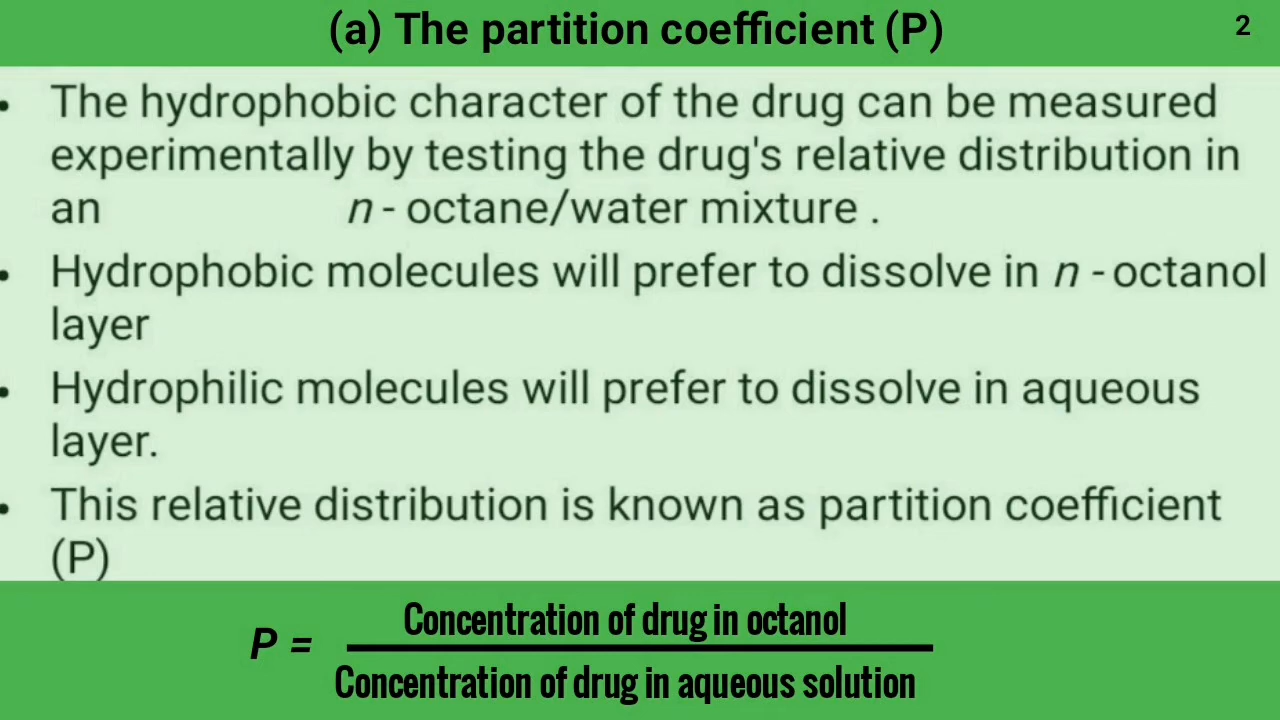 (a) The partition coefficient (P)
2
• The hydrophobic character of the drug can be measured
experimentally by testing the drug's relative distribution in
an n - octane/water mixture .
• Hydrophobic molecules will prefer to dissolve in n - octanol
layer
• Hydrophilic molecules will prefer to dissolve in aqueous
layer.
• This relative distribution is known as partition coefficient
(P)
Concentration of drug in octanol
P =
Concentration of drug in aqueous solution